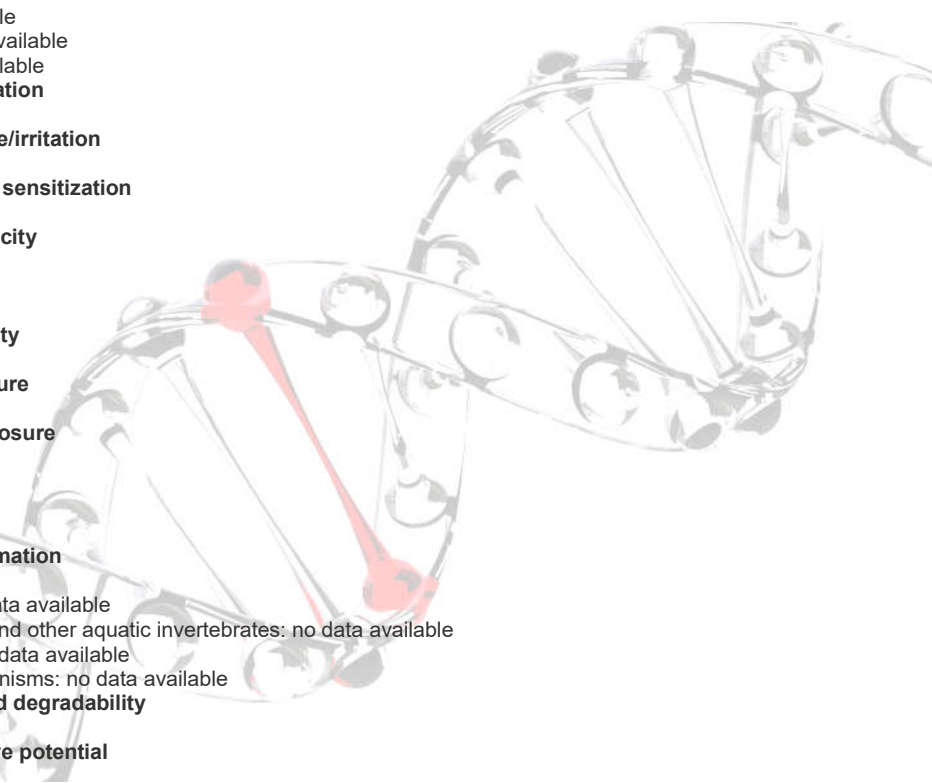 le
vailable
lable
ation
e/irritation
sensitization
city
ty
ure
osure
mation
ata available
nd other aquatic invertebrates: no data available
data available
nisms: no data available
d degradability
e potential